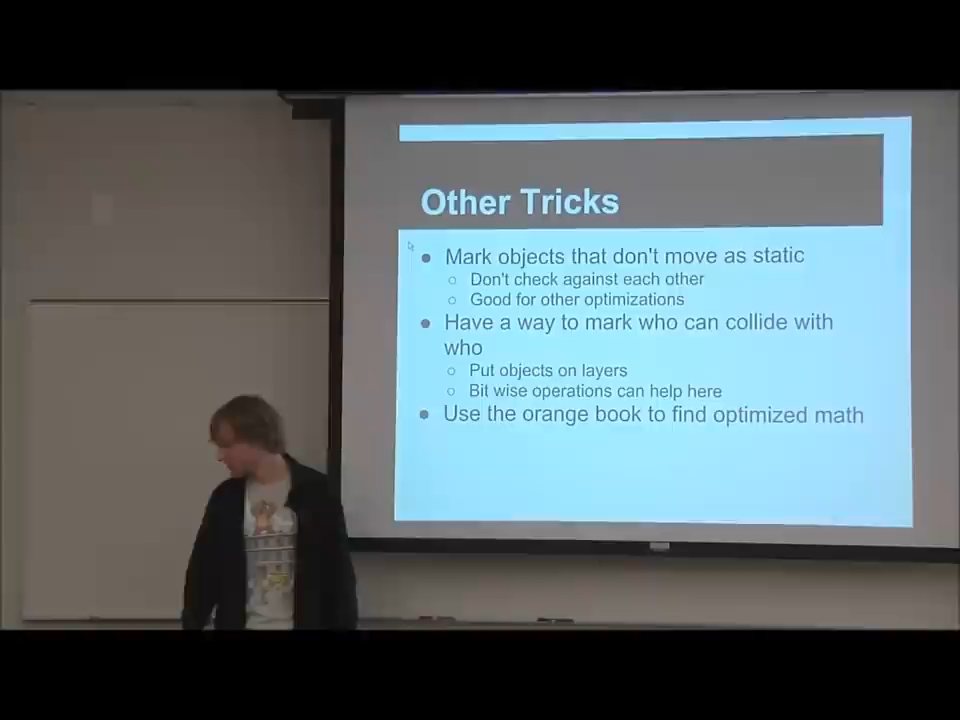 Other Tricks
● Mark objects that don't move as static
○ Don't check against each other
○ Good for other optimizations
● Have a way to mark who can collide with
who
○ Put objects on layers
○ Bit wise operations can help here
● Use the orange book to find optimized math